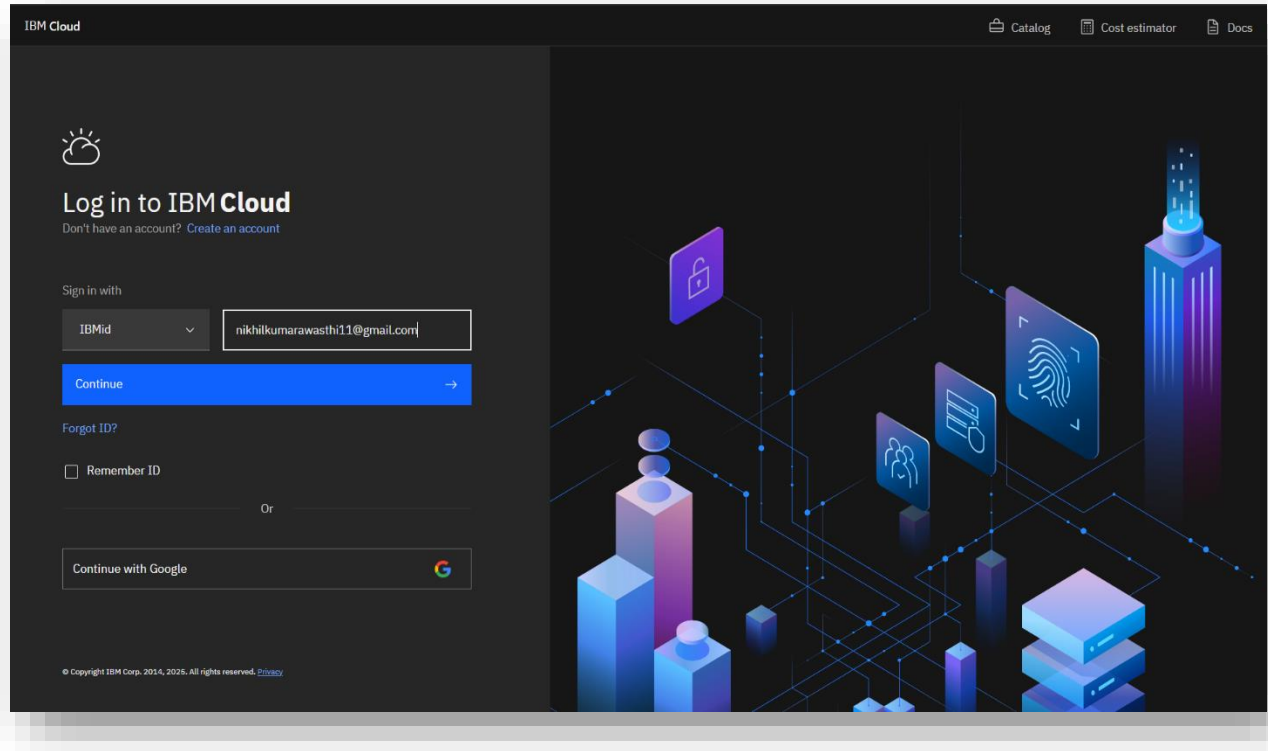 IBM Cloud
Catalog
Cost estimator
Docs
Log in to IBM Cloud
Don't have an account? Create an account
Sign in with
IBMid
nikhilkumarawasthi11@gmail.com
Continue
Forgot ID?
Remember ID
Or
Continue with Google
© Copyright IBM Corp. 2014, 2025. All rights reserved. Privacy